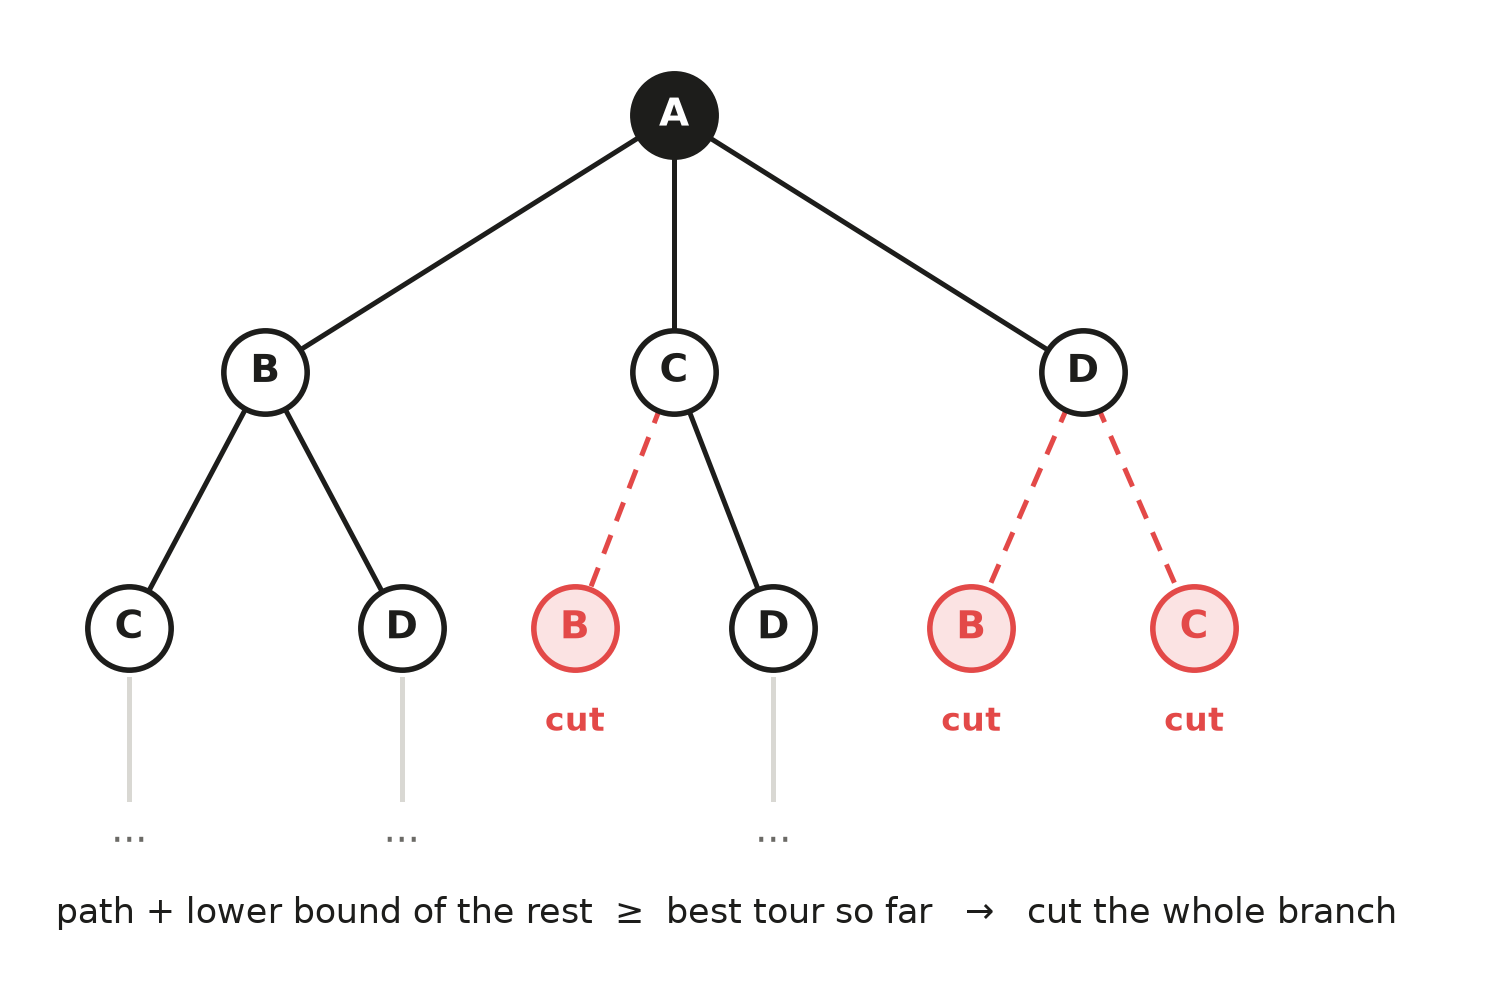 A
B C D
C D B D B C
cut cut cut
... ... ...
path + lower bound of the rest ≥ best tour so far → cut the whole branch